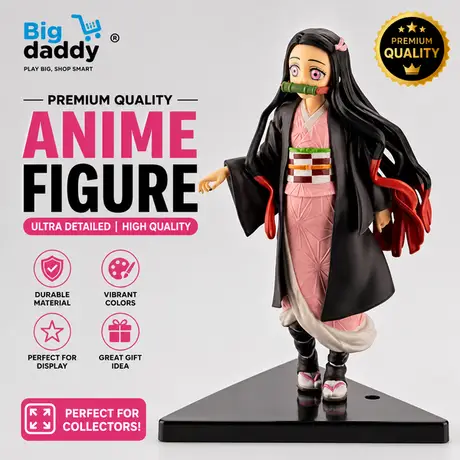 Big
daddy ®
PLAY BIG, SHOP SMART
PREMIUM
QUALITY
PREMIUM QUALITY
ANIME
FIGURE
ULTRA DETAILED | HIGH QUALITY
DURABLE
MATERIAL
VIBRANT
COLORS
PERFECT FOR
DISPLAY
GREAT GIFT
IDEA
PERFECT FOR
COLLECTORS!